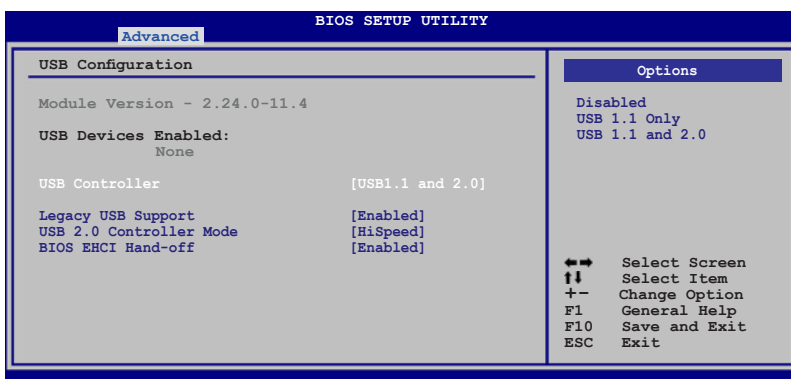 BIOS SETUP UTILITY
Advanced
USB Configuration
Module Version - 2.24.0-11.4
USB Devices Enabled:
None
USB Controller [USB1.1 and 2.0]
Legacy USB Support [Enabled]
USB 2.0 Controller Mode [HiSpeed]
BIOS EHCI Hand-off [Enabled]
Options
Disabled
USB 1.1 Only
USB 1.1 and 2.0
←→ Select Screen
↑↓ Select Item
+- Change Option
F1 General Help
F10 Save and Exit
ESC Exit